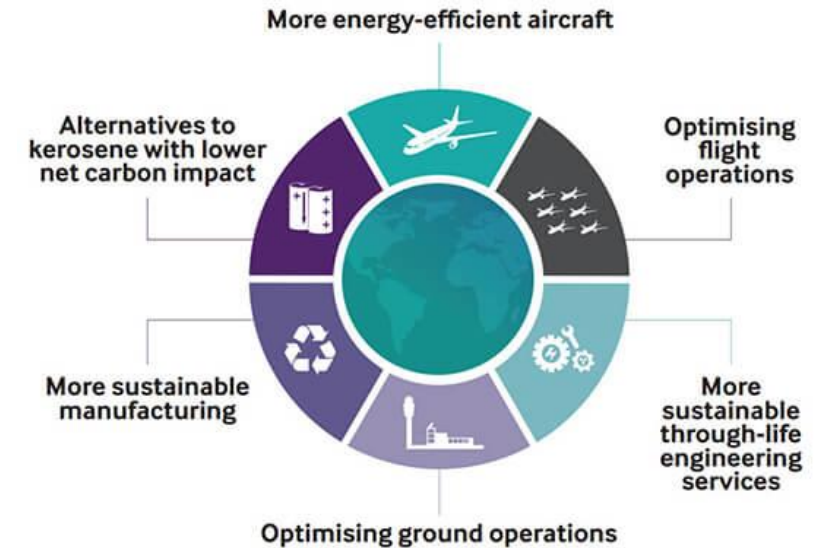 More energy-efficient aircraft
Alternatives to
kerosene with lower
net carbon impact
Optimising
flight
operations
More sustainable
manufacturing
More
sustainable
through-life
engineering
services
Optimising ground operations